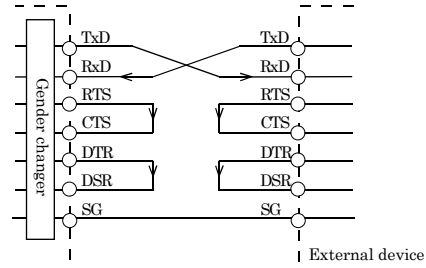 TxD TxD
RxD RxD
RTS RTS
CTS CTS
DTR DTR
DSR DSR
SG SG
Gender changer
External device